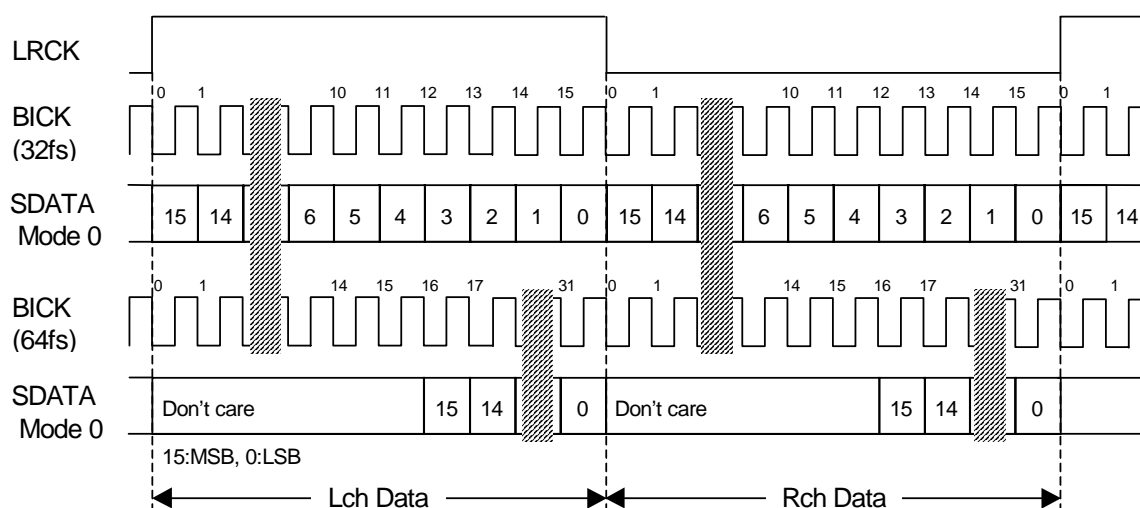 LRCK
0 1 10 11 12 13 14 15 0 1 10 11 12 13 14 15 0 1
BICK
(32fs)
SDATA
Mode 0
15 14 6 5 4 3 2 1 0 15 14 6 5 4 3 2 1 0 15 14
0 1 14 15 16 17 31 0 1 14 15 16 17 31 0 1
BICK
(64fs)
SDATA
Mode 0
Don't care 15 14 0 Don't care 15 14 0
15:MSB, 0:LSB
Lch Data Rch Data